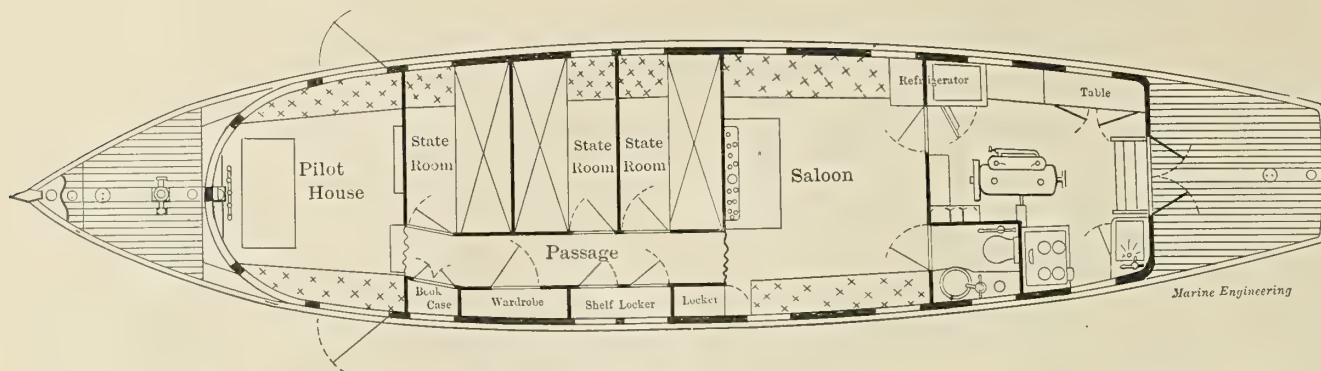 Pilot
House
State
Room
State
Room
State
Room
Passage
Book
Case
Wardrobe
Shelf Locker
Locker
Saloon
Refrigerator
Table
Marine Engineering